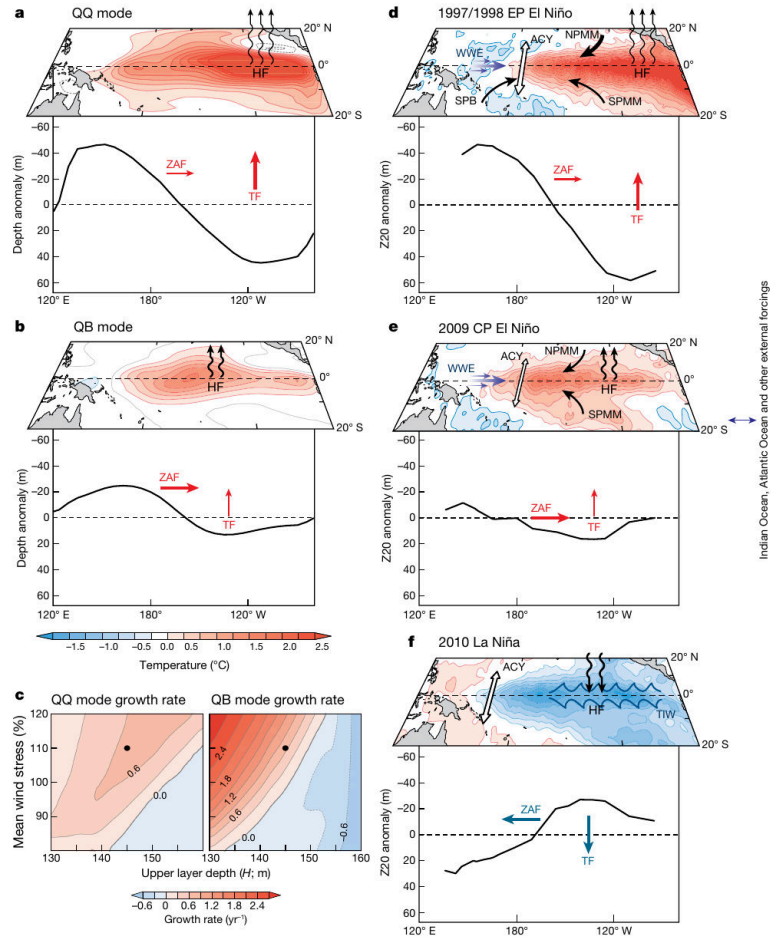 a QQ mode
20° N
0°
20° S
HF
−60
−40
−20
0
20
40
60
Depth anomaly (m)
ZAF
TF
120° E 180° 120° W
b QB mode
20° N
0°
20° S
HF
−60
−40
−20
0
20
40
60
Depth anomaly (m)
ZAF
TF
120° E 180° 120° W
−1.5 −1.0 −0.5 0.0 0.5 1.0 1.5 2.0 2.5
Temperature (°C)
c QQ mode growth rate QB mode growth rate
Mean wind stress (%)
120
110
100
90
0.6
0.0
2.4
1.8
1.2
0.6
0.0
−0.6
130 140 150 130 140 150 160
Upper layer depth (H; m)
−0.6 0 0.6 1.2 1.8 2.4
Growth rate (yr⁻¹)
d 1997/1998 EP El Niño
20° N
0°
20° S
WWE
ACY
NPMM
HF
SPB
SPMM
−60
−40
−20
0
20
40
60
Z20 anomaly (m)
ZAF
TF
120° E 180° 120° W
e 2009 CP El Niño
20° N
0°
20° S
WWE
ACY
NPMM
HF
SPMM
−60
−40
−20
0
20
40
60
Z20 anomaly (m)
ZAF
TF
120° E 180° 120° W
f 2010 La Niña
20° N
0°
20° S
ACY
HF
TIW
−60
−40
−20
0
20
40
60
Z20 anomaly (m)
ZAF
TF
120° E 180° 120° W
Indian Ocean, Atlantic Ocean and other external forcings